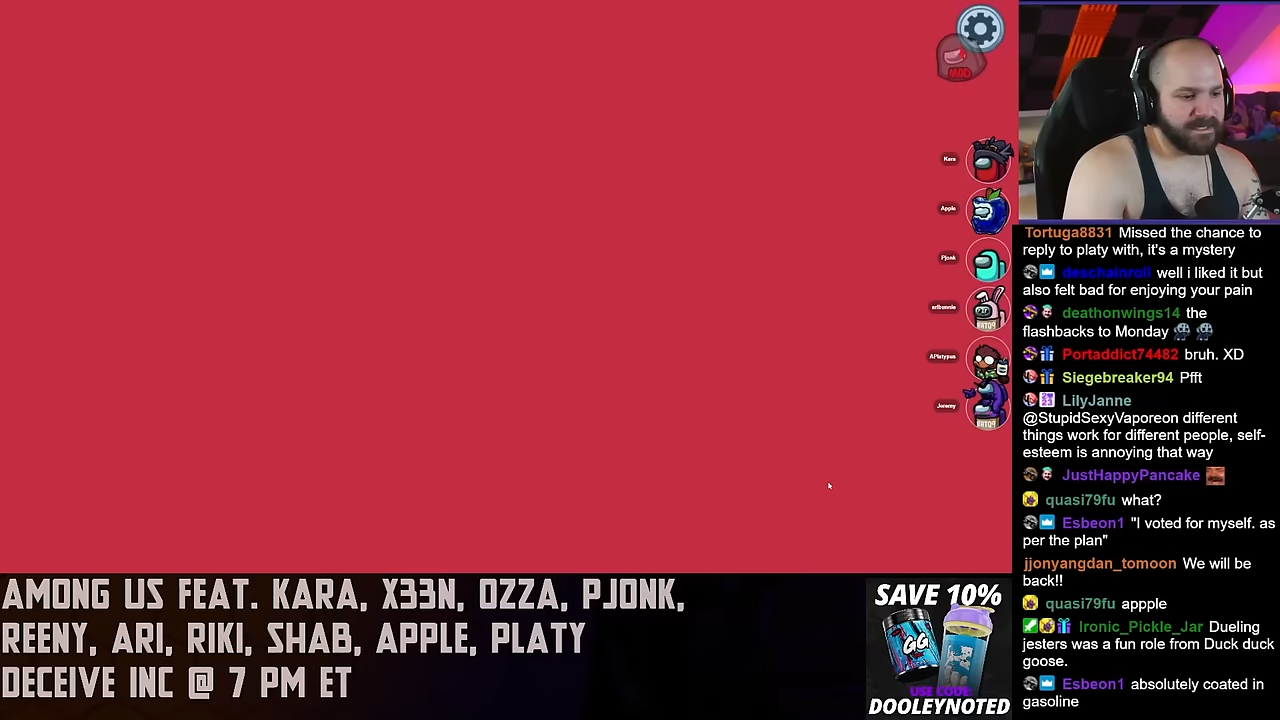 MOD
Kara
Apple
Pjonk
aribunnie
APlatypus
Jeremy
Tortuga8831 Missed the chance to
reply to platy with, it's a mystery
deschainroll well i liked it but
also felt bad for enjoying your pain
deathonwings14 the
flashbacks to Monday
Portaddict74482 bruh. XD
Siegebreaker94 Pfft
LilyJanne
@StupidSexyVaporeon different
things work for different people, self-
esteem is annoying that way
JustHappyPancake
quasi79fu what?
Esbeon1 "I voted for myself. as
per the plan"
jjonyangdan_tomoon We will be
back!!
quasi79fu appple
Ironic_Pickle_Jar Dueling
jesters was a fun role from Duck duck
goose.
Esbeon1 absolutely coated in
gasoline
AMONG US FEAT. KARA, X33N, OZZA, PJONK,
REENY, ARI, RIKI, SHAB, APPLE, PLATY
DECEIVE INC @ 7 PM ET
SAVE 10%
GG
USE CODE:
DOOLEYNOTED